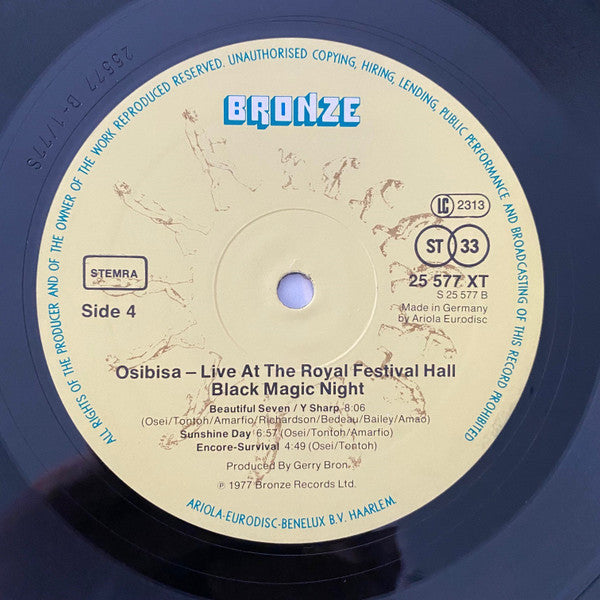 ALL RIGHTS OF THE PRODUCER AND OF THE OWNER OF THE WORK REPRODUCED RESERVED. UNAUTHORISED COPYING, HIRING, LENDING, PUBLIC PERFORMANCE AND BROADCASTING OF THIS RECORD PROHIBITED
25577 B-1/77S
BRONZE
LC 2313
ST 33
STEMRA
25 577 XT
S 25 577 B
Side 4
Made in Germany
by Ariola Eurodisc
Osibisa – Live At The Royal Festival Hall
Black Magic Night
Beautiful Seven / Y Sharp 8:06
(Osei/Tontoh/Amarfio/Richardson/Bedeau/Bailey/Amao)
Sunshine Day 6:57 (Osei/Tontoh/Amarfio)
Encore-Survival 4:49 (Osei/Tontoh)
Produced By Gerry Bron
℗ 1977 Bronze Records Ltd.
ARIOLA-EURODISC-BENELUX B.V. HAARLEM